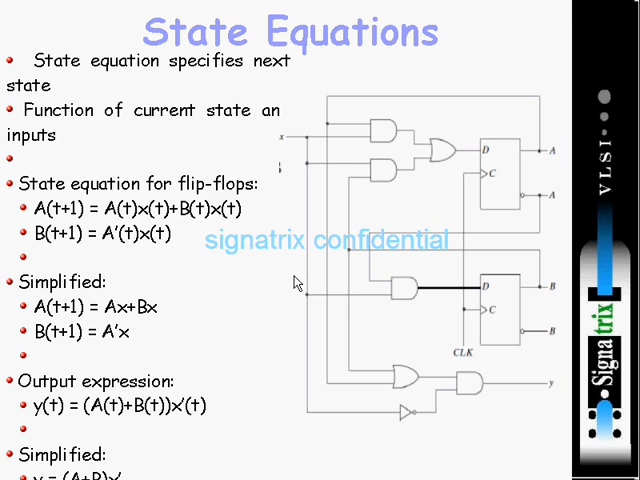 State Equations
State equation specifies next
state
Function of current state an
inputs
State equation for flip-flops:
A(t+1) = A(t)x(t)+B(t)x(t)
B(t+1) = A’(t)x(t)
Simplified:
A(t+1) = Ax+Bx
B(t+1) = A’x
Output expression:
y(t) = (A(t)+B(t))x’(t)
Simplified:
y = (A+B)x’
x
D
A
C
A
signatrix confidential
D
B
C
B
CLK
y
VLSI
Signatrix